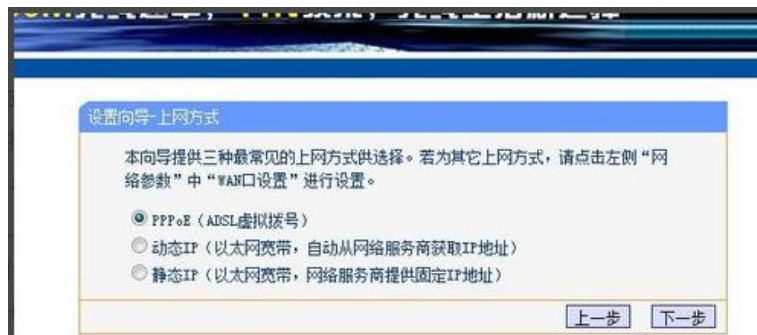 设置向导-上网方式
本向导提供三种最常见的上网方式供选择。若为其它上网方式，请点击左侧“网
络参数”中“WAN口设置”进行设置。
PPPoE（ADSL虚拟拨号）
动态IP（以太网宽带，自动从网络服务商获取IP地址）
静态IP（以太网宽带，网络服务商提供固定IP地址）
上一步 下一步